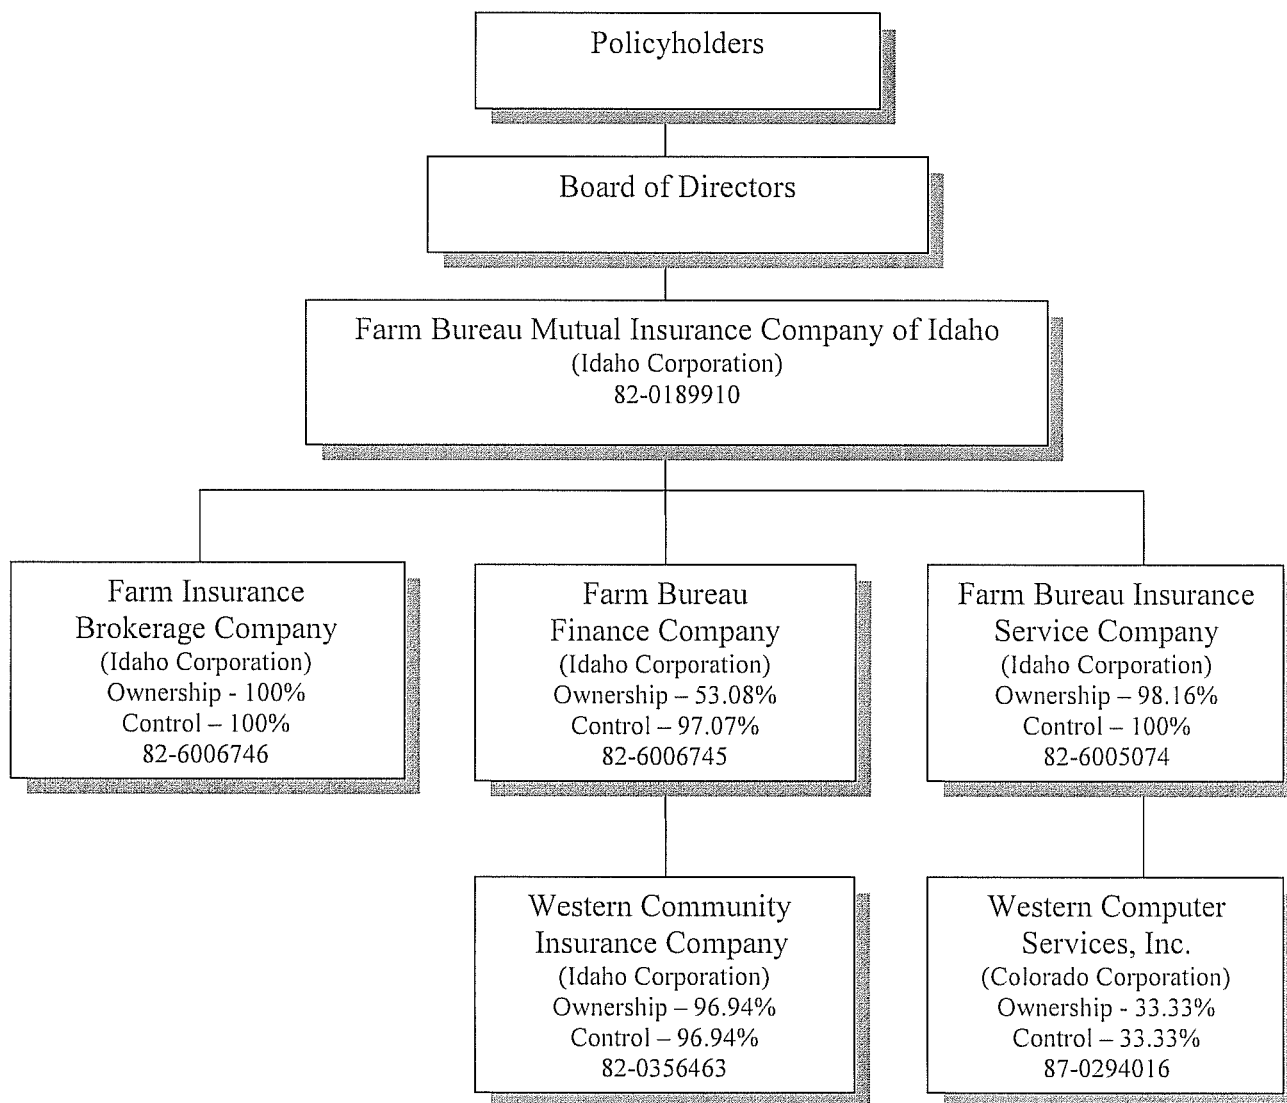 Policyholders
Board of Directors
Farm Bureau Mutual Insurance Company of Idaho
(Idaho Corporation)
82-0189910
Farm Insurance
Brokerage Company
(Idaho Corporation)
Ownership - 100%
Control – 100%
82-6006746
Farm Bureau
Finance Company
(Idaho Corporation)
Ownership – 53.08%
Control – 97.07%
82-6006745
Farm Bureau Insurance
Service Company
(Idaho Corporation)
Ownership – 98.16%
Control – 100%
82-6005074
Western Community
Insurance Company
(Idaho Corporation)
Ownership – 96.94%
Control – 96.94%
82-0356463
Western Computer
Services, Inc.
(Colorado Corporation)
Ownership - 33.33%
Control – 33.33%
87-0294016